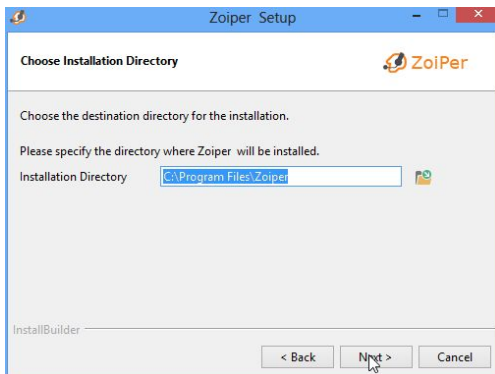 Zoiper Setup
Choose Installation Directory
ZoiPer
Choose the destination directory for the installation.
Please specify the directory where Zoiper will be installed.
Installation Directory C:\Program Files\Zoiper
InstallBuilder
< Back Next > Cancel